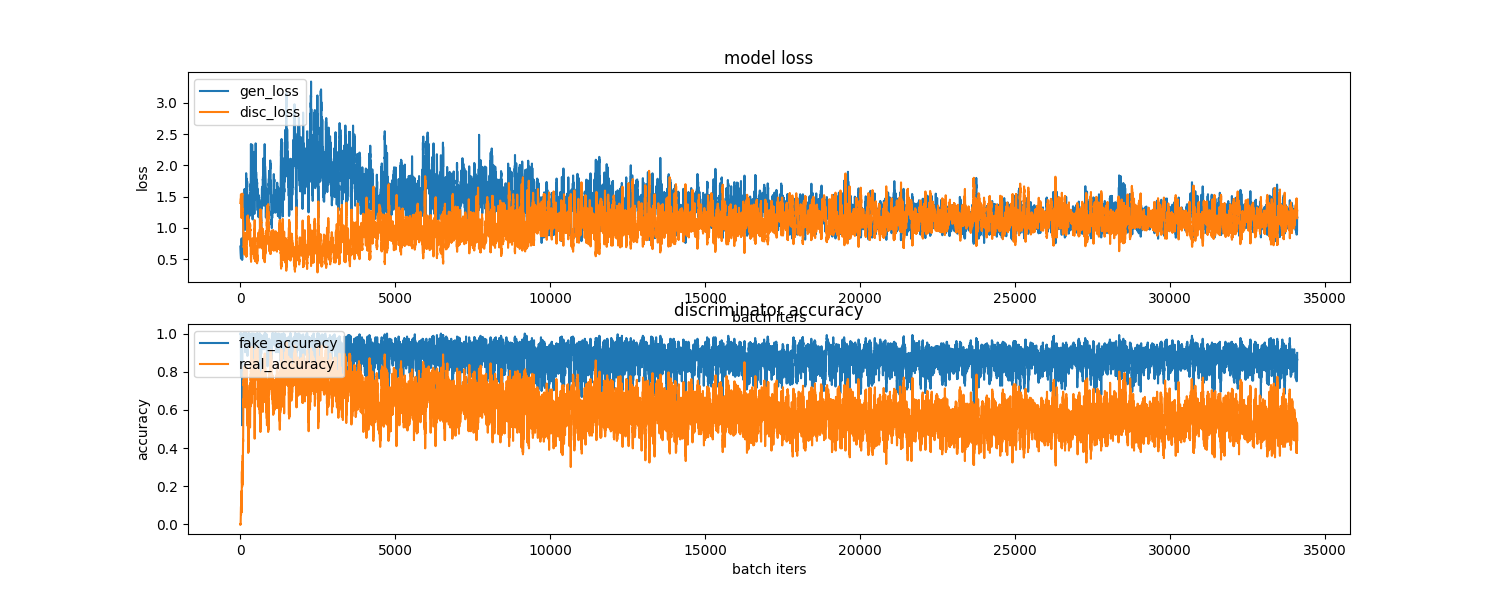 model loss
gen_loss
disc_loss
loss
3.0
2.5
2.0
1.5
1.0
0.5
0 5000 10000 15000 20000 25000 30000 35000
batch iters
discriminator accuracy
fake_accuracy
real_accuracy
accuracy
1.0
0.8
0.6
0.4
0.2
0.0
0 5000 10000 15000 20000 25000 30000 35000
batch iters